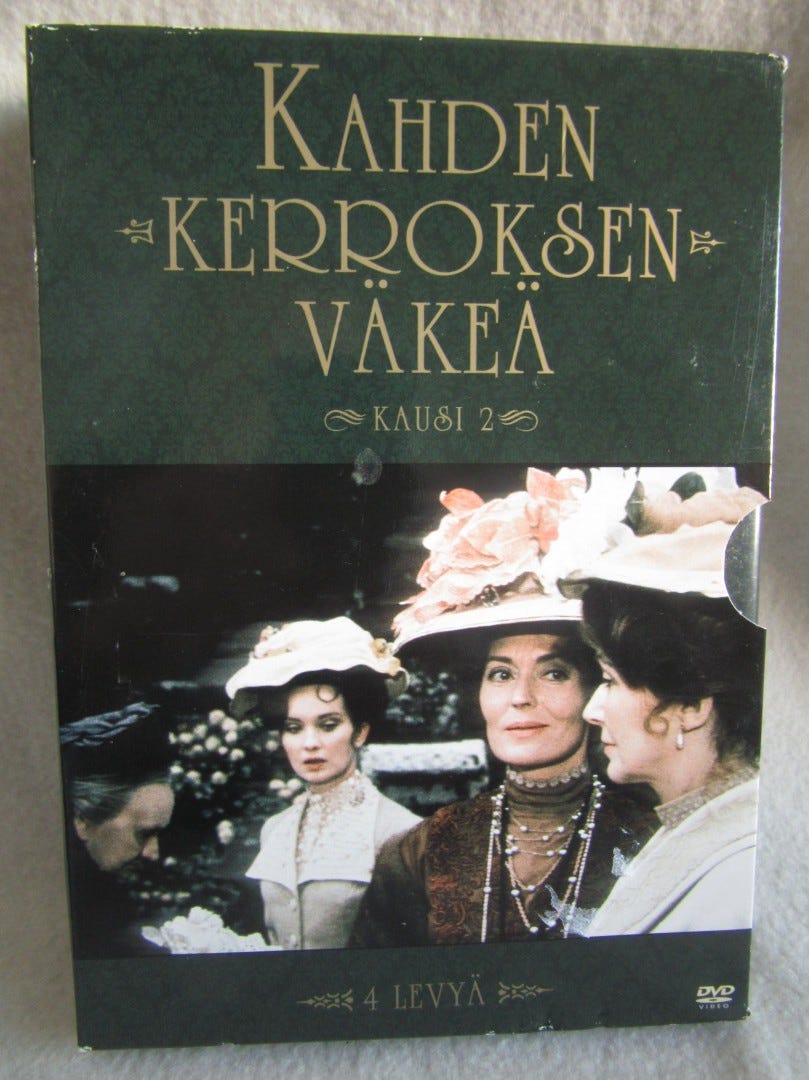 KAHDEN
KERROKSEN
VÄKEÄ
KAUSI 2
4 LEVYÄ
DVD
VIDEO